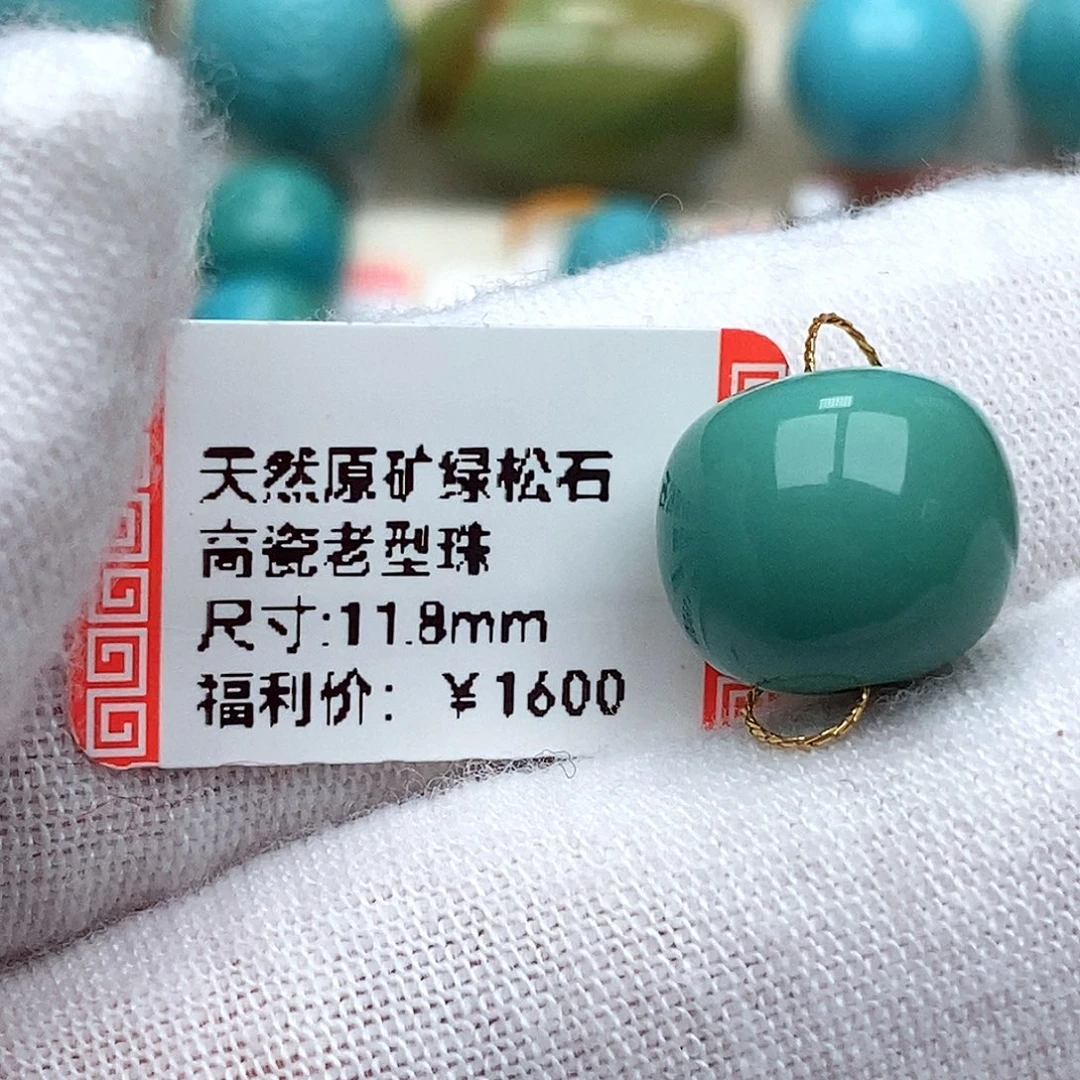 天然原矿绿松石
高瓷老型珠
尺寸:11.8mm
福利价: ¥1600